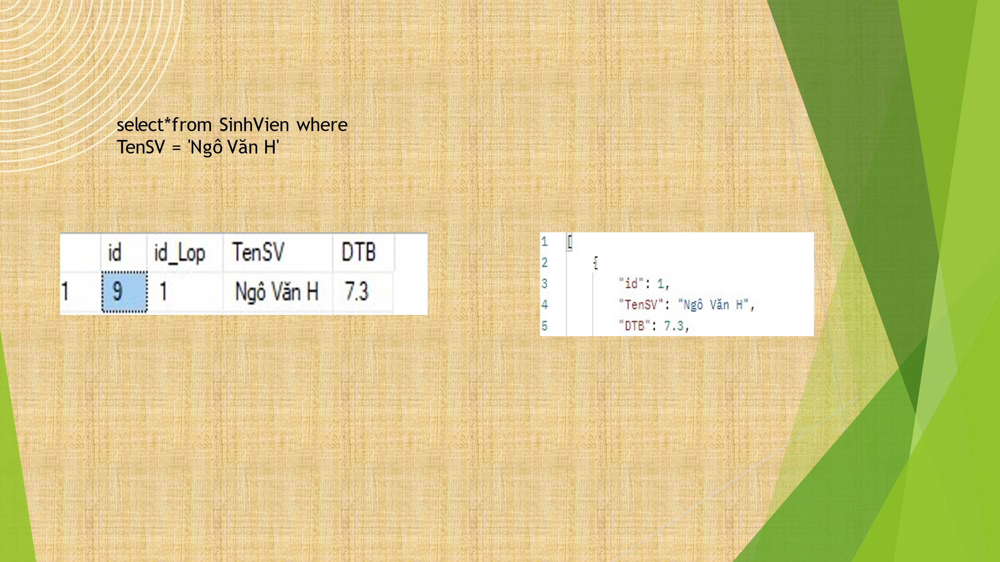 select*from SinhVien where
TenSV = 'Ngô Văn H'
id id_Lop TenSV DTB
1 9 1 Ngô Văn H 7.3
1 [
2 {
3 "id": 1,
4 "TenSV": "Ngô Văn H",
5 "DTB": 7.3,